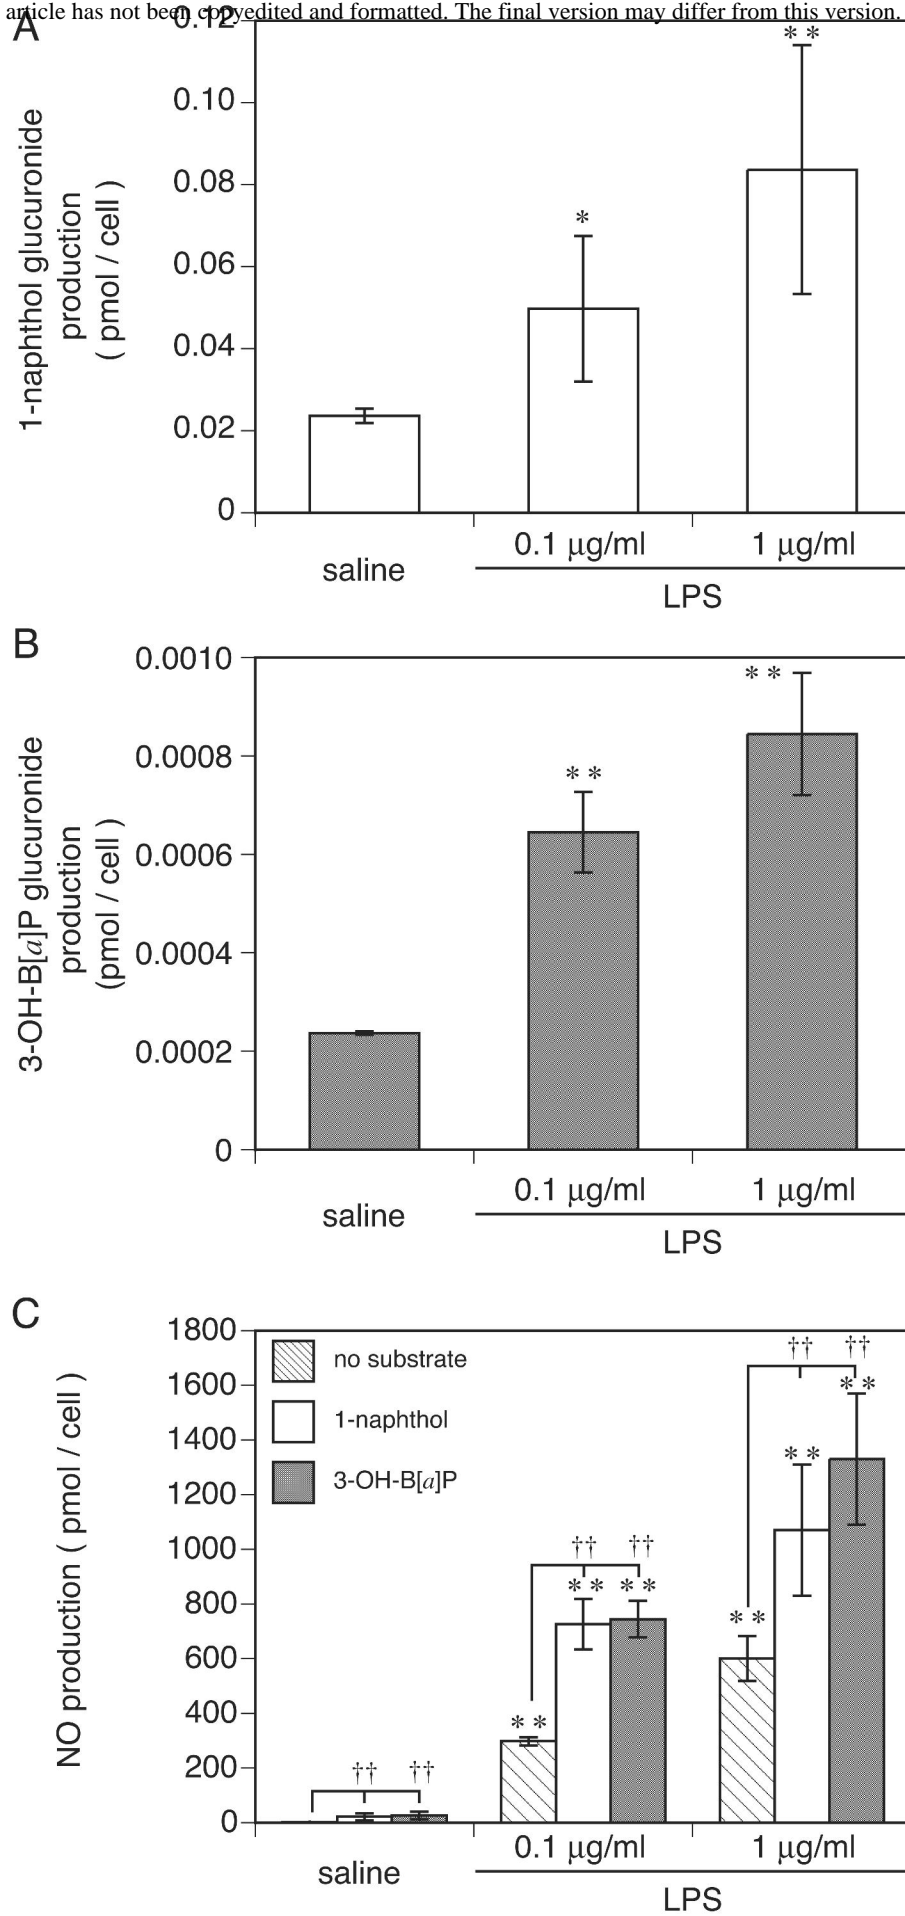 article has not been copyedited and formatted. The final version may differ from this version.
A
1-naphthol glucuronide
production
( pmol / cell )
0.12
0.10
0.08
0.06
0.04
0.02
0
*
**
saline
0.1 μg/ml
1 μg/ml
LPS
B
3-OH-B[a]P glucuronide
production
(pmol / cell )
0.0010
0.0008
0.0006
0.0004
0.0002
0
**
**
saline
0.1 μg/ml
1 μg/ml
LPS
C
NO production ( pmol / cell )
1800
1600
1400
1200
1000
800
600
400
200
0
no substrate
1-naphthol
3-OH-B[a]P
†† ††
†† ††
** **
**
†† ††
**
**
**
saline
0.1 μg/ml
1 μg/ml
LPS